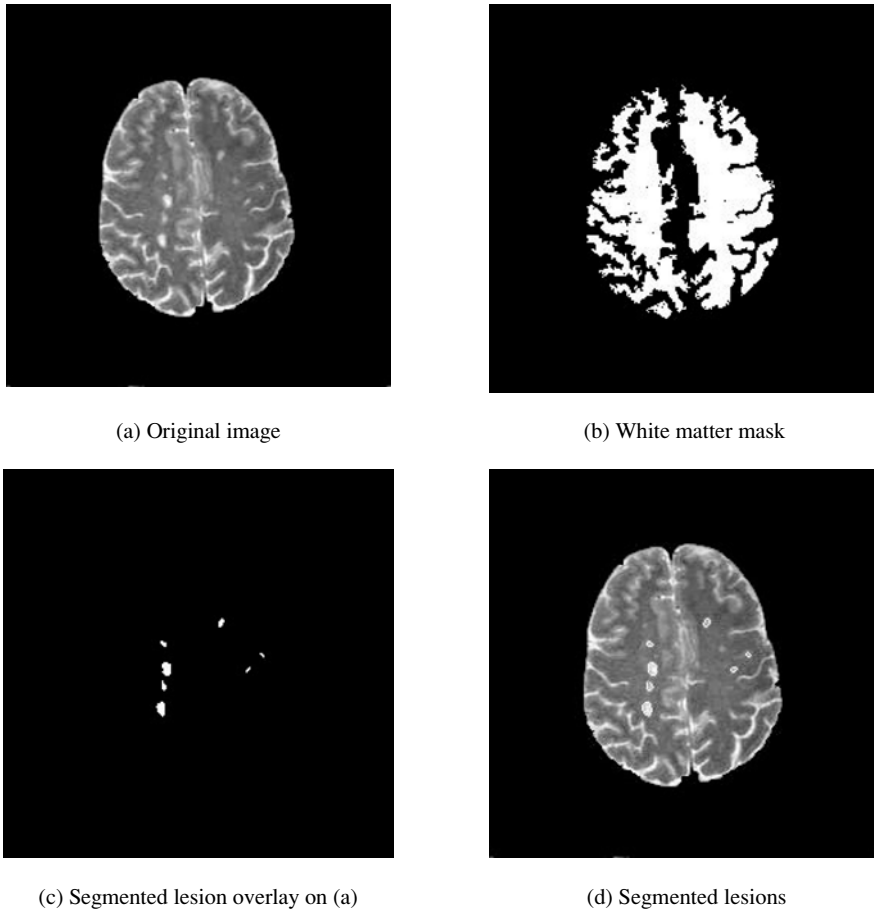 (a) Original image
(b) White matter mask
(c) Segmented lesion overlay on (a)
(d) Segmented lesions